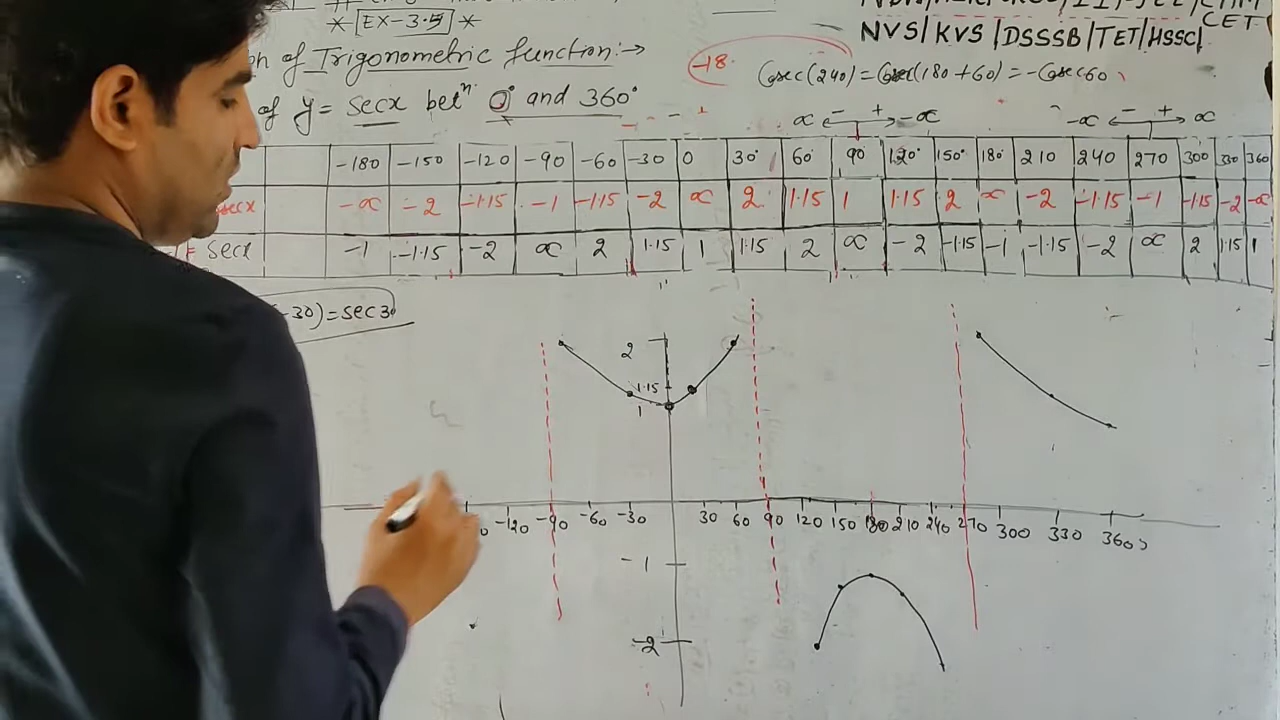 * [EX-3.5] *
NVS/KVS/DSSSB/TET/HSSC/
CET
of Trigonometric function:→
-18.
Cosec(240)=Cosec(180+60)=-Cosec60
of y= secx betⁿ 0° and 360°
∝ - + -∝
-∝ - + ∝
-180 -150 -120 -90 -60 -30 0 30° 60 90 120° 150° 180° 210 240 270 300 330 360
secx -∝ -2 -1.15 -1 -1.15 -2 ∝ 2 1.15 1 1.15 2 ∝ -2 -1.15 -1 -1.15 -2 -∝
secx -1 -1.15 -2 ∝ 2 1.15 1 1.15 2 ∝ -2 -1.15 -1 -1.15 -2 ∝ 2 1.15 1
-30)=sec30
2
1.15
1
-120 -90 -60 -30 30 60 90 120 150 180 210 240 270 300 330 360
-1
-2